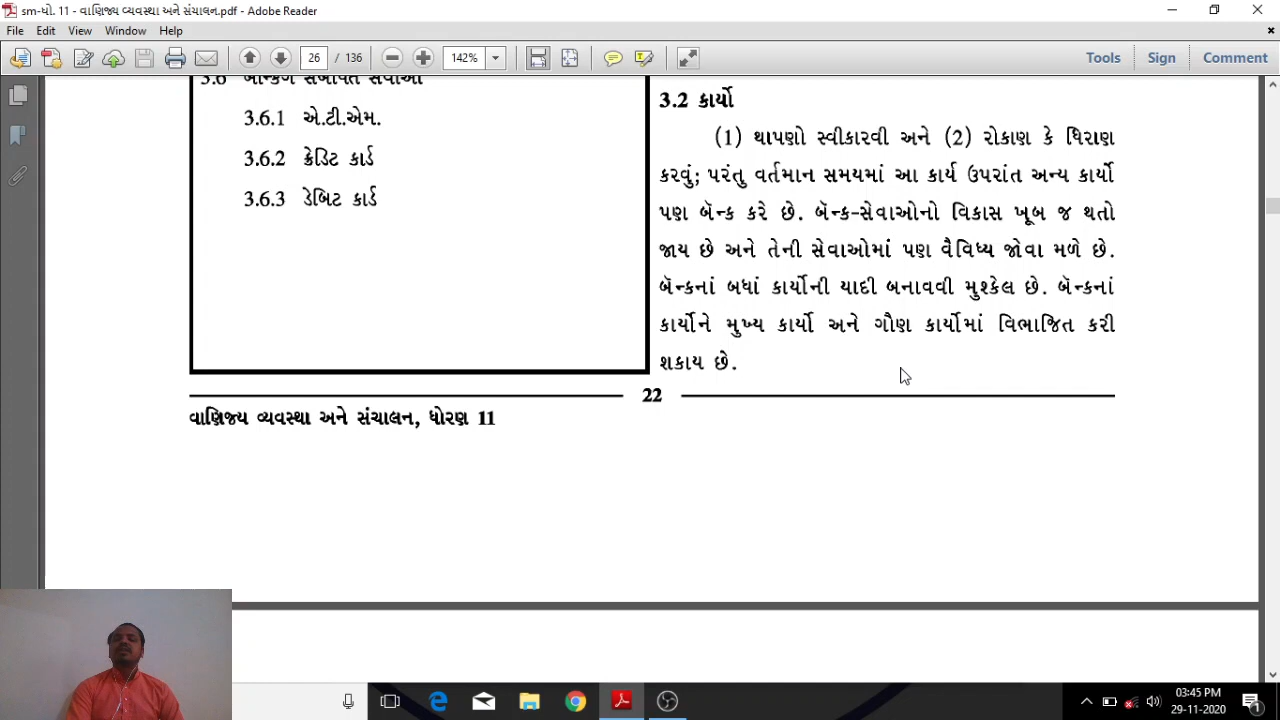 sm-ધો. 11 - વાણિજ્ય વ્યવસ્થા અને સંચાલન.pdf - Adobe Reader
File Edit View Window Help
26 / 136 142% Tools Sign Comment
3.6 બૅન્કિંગ સંબંધિત સેવાઓ
3.6.1 એ.ટી.એમ.
3.6.2 ક્રેડિટ કાર્ડ
3.6.3 ડેબિટ કાર્ડ
3.2 કાર્યો
(1) થાપણો સ્વીકારવી અને (2) રોકાણ કે ધિરાણ
કરવું; પરંતુ વર્તમાન સમયમાં આ કાર્ય ઉપરાંત અન્ય કાર્યો
પણ બૅન્ક કરે છે. બૅન્ક-સેવાઓનો વિકાસ ખૂબ જ થતો
જાય છે અને તેની સેવાઓમાં પણ વૈવિધ્ય જોવા મળે છે.
બૅન્કનાં બધાં કાર્યોની યાદી બનાવવી મુશ્કેલ છે. બૅન્કનાં
કાર્યોને મુખ્ય કાર્યો અને ગૌણ કાર્યોમાં વિભાજિત કરી
શકાય છે.
22
વાણિજ્ય વ્યવસ્થા અને સંચાલન, ધોરણ 11
03:45 PM
29-11-2020
1